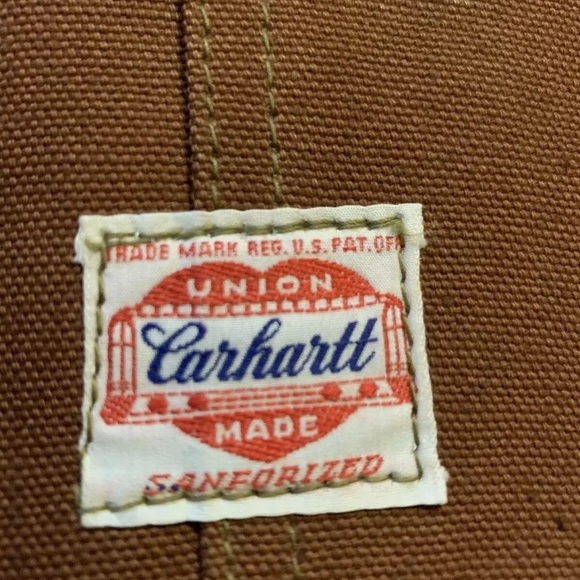 TRADE MARK REG. U.S. PAT. OFF
UNION
Carhartt
MADE
SANFORIZED